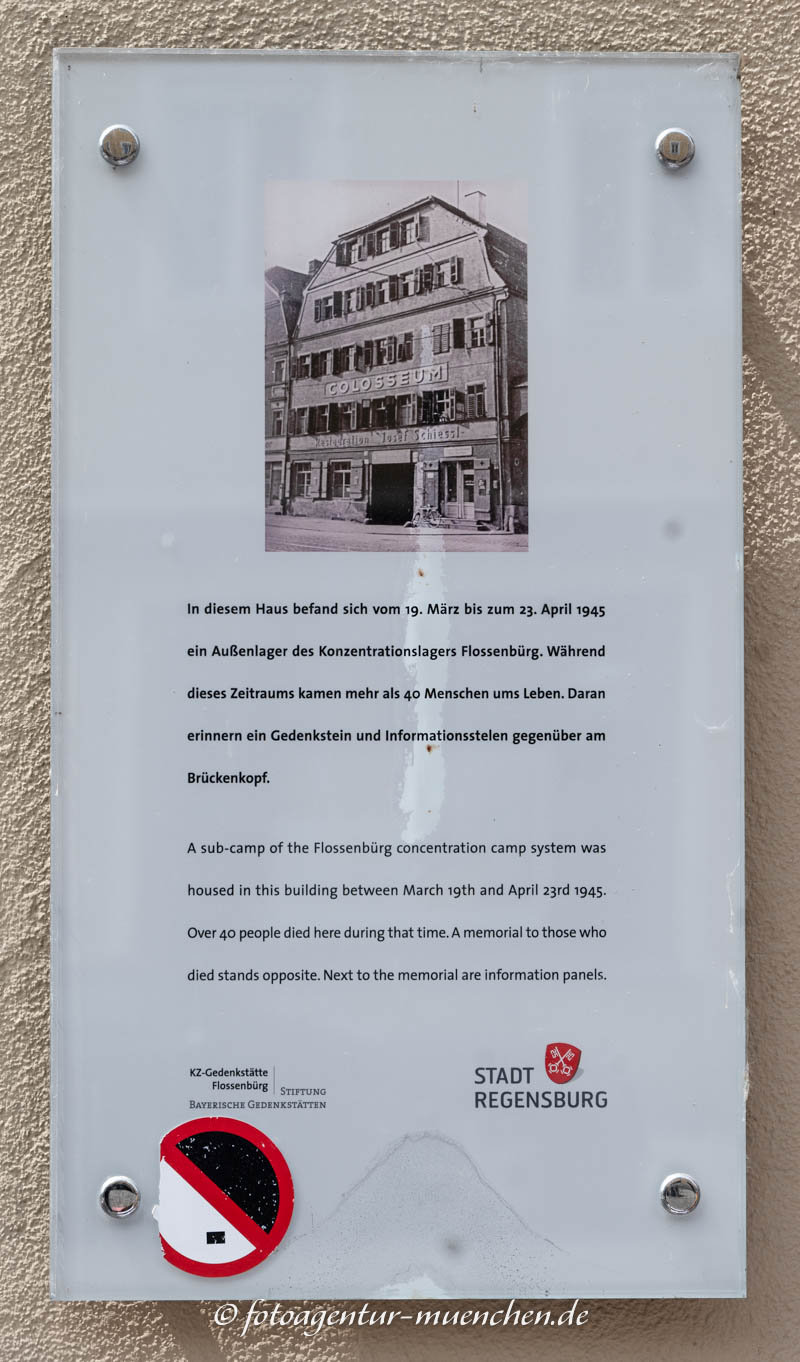 COLOSSEUM
Restauration Josef Schiessl
In diesem Haus befand sich vom 19. März bis zum 23. April 1945
ein Außenlager des Konzentrationslagers Flossenbürg. Während
dieses Zeitraums kamen mehr als 40 Menschen ums Leben. Daran
erinnern ein Gedenkstein und Informationsstelen gegenüber am
Brückenkopf.
A sub-camp of the Flossenbürg concentration camp system was
housed in this building between March 19th and April 23rd 1945.
Over 40 people died here during that time. A memorial to those who
died stands opposite. Next to the memorial are information panels.
KZ-Gedenkstätte
Flossenbürg
STIFTUNG
BAYERISCHE GEDENKSTÄTTEN
STADT
REGENSBURG
© fotoagentur-muenchen.de